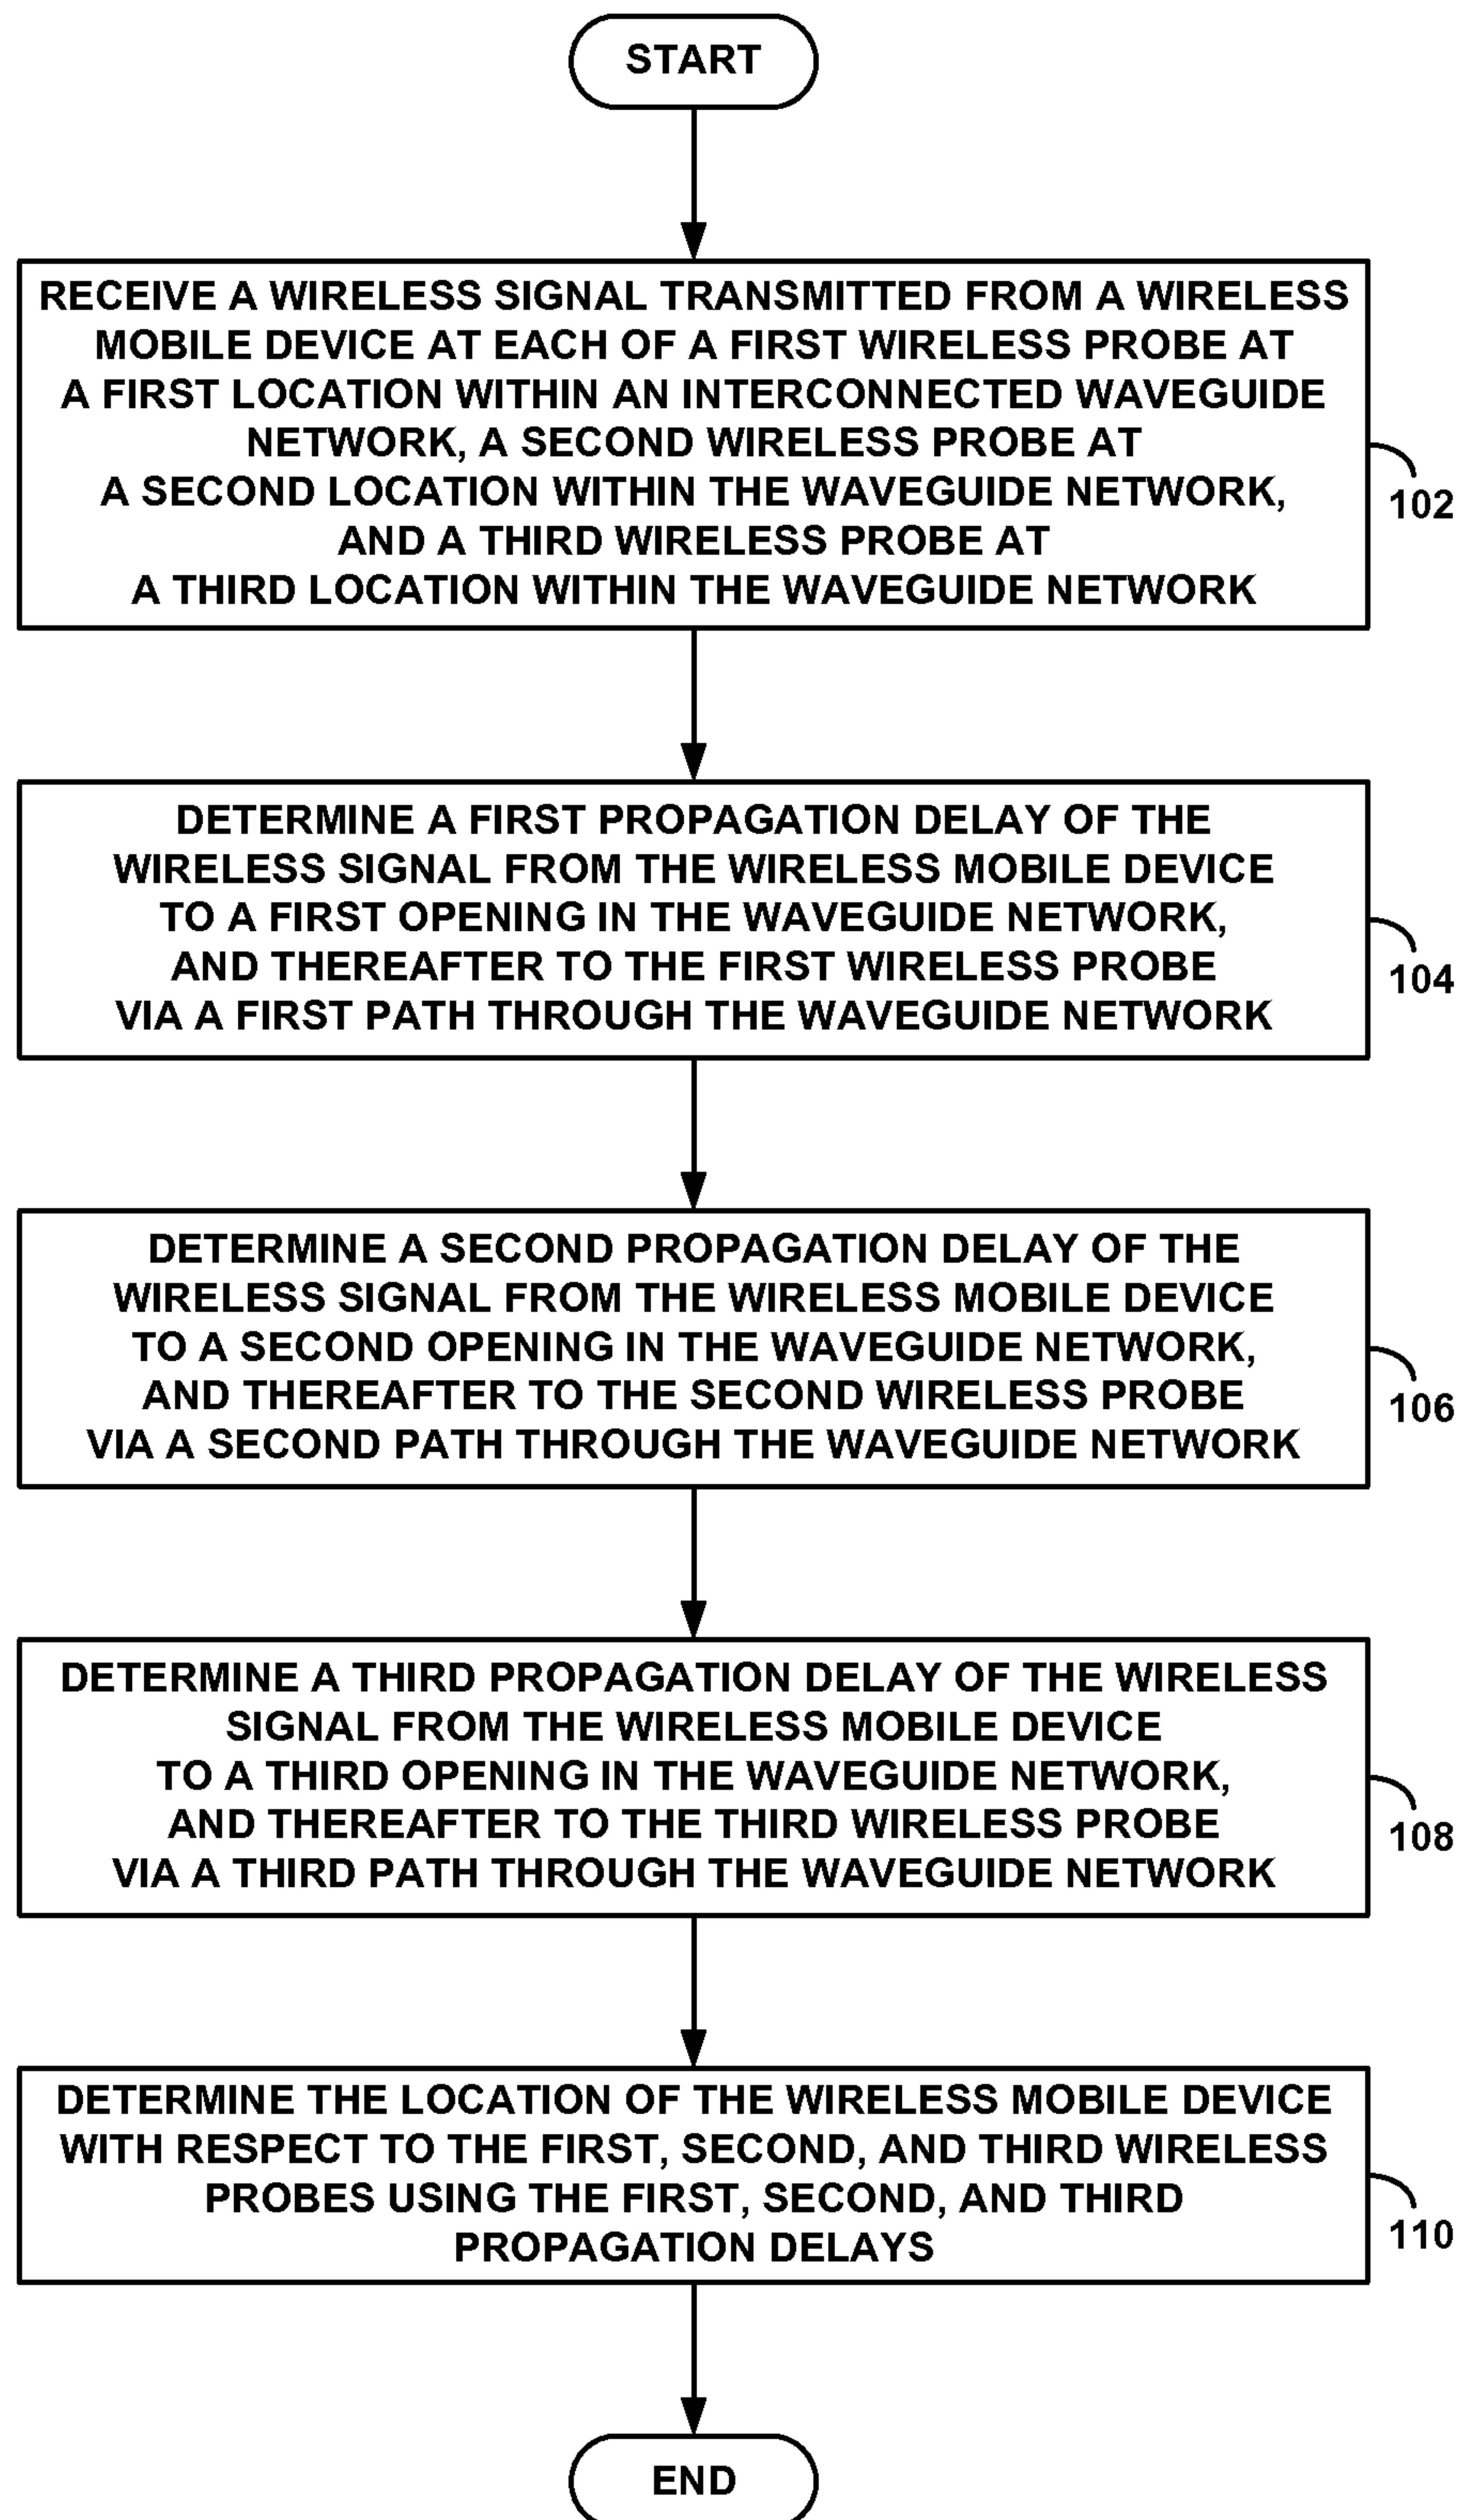 START
RECEIVE A WIRELESS SIGNAL TRANSMITTED FROM A WIRELESS
MOBILE DEVICE AT EACH OF A FIRST WIRELESS PROBE AT
A FIRST LOCATION WITHIN AN INTERCONNECTED WAVEGUIDE
NETWORK, A SECOND WIRELESS PROBE AT
A SECOND LOCATION WITHIN THE WAVEGUIDE NETWORK,
AND A THIRD WIRELESS PROBE AT
A THIRD LOCATION WITHIN THE WAVEGUIDE NETWORK
102
DETERMINE A FIRST PROPAGATION DELAY OF THE
WIRELESS SIGNAL FROM THE WIRELESS MOBILE DEVICE
TO A FIRST OPENING IN THE WAVEGUIDE NETWORK,
AND THEREAFTER TO THE FIRST WIRELESS PROBE
VIA A FIRST PATH THROUGH THE WAVEGUIDE NETWORK
104
DETERMINE A SECOND PROPAGATION DELAY OF THE
WIRELESS SIGNAL FROM THE WIRELESS MOBILE DEVICE
TO A SECOND OPENING IN THE WAVEGUIDE NETWORK,
AND THEREAFTER TO THE SECOND WIRELESS PROBE
VIA A SECOND PATH THROUGH THE WAVEGUIDE NETWORK
106
DETERMINE A THIRD PROPAGATION DELAY OF THE WIRELESS
SIGNAL FROM THE WIRELESS MOBILE DEVICE
TO A THIRD OPENING IN THE WAVEGUIDE NETWORK,
AND THEREAFTER TO THE THIRD WIRELESS PROBE
VIA A THIRD PATH THROUGH THE WAVEGUIDE NETWORK
108
DETERMINE THE LOCATION OF THE WIRELESS MOBILE DEVICE
WITH RESPECT TO THE FIRST, SECOND, AND THIRD WIRELESS
PROBES USING THE FIRST, SECOND, AND THIRD
PROPAGATION DELAYS
110
END